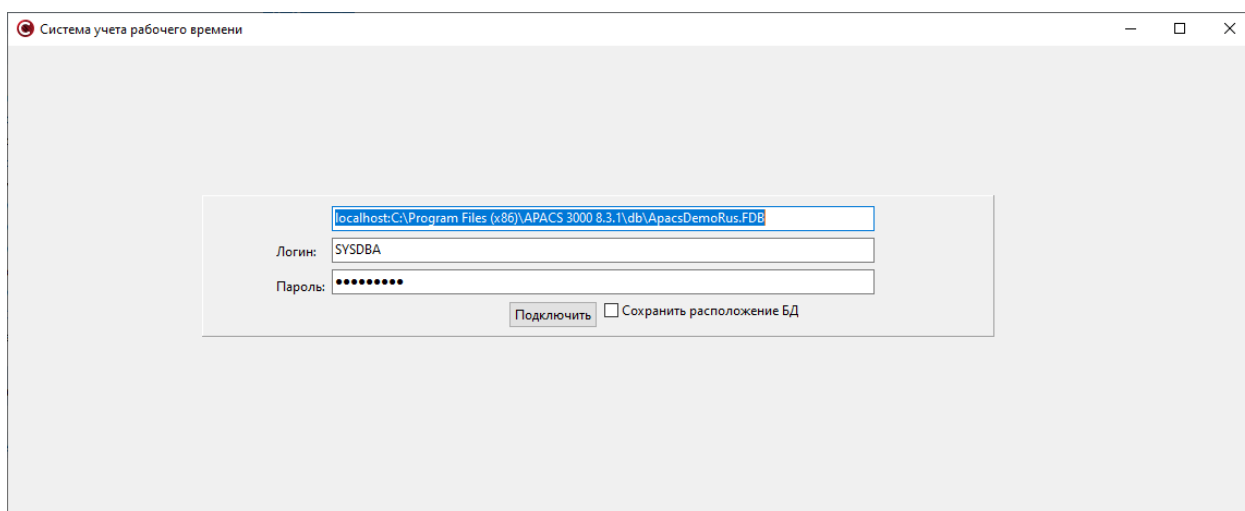 Система учета рабочего времени
localhost:C:\Program Files (x86)\APACS 3000 8.3.1\db\ApacsDemoRus.FDB
Логин: SYSDBA
Пароль: •••••••••
Подключить Сохранить расположение БД